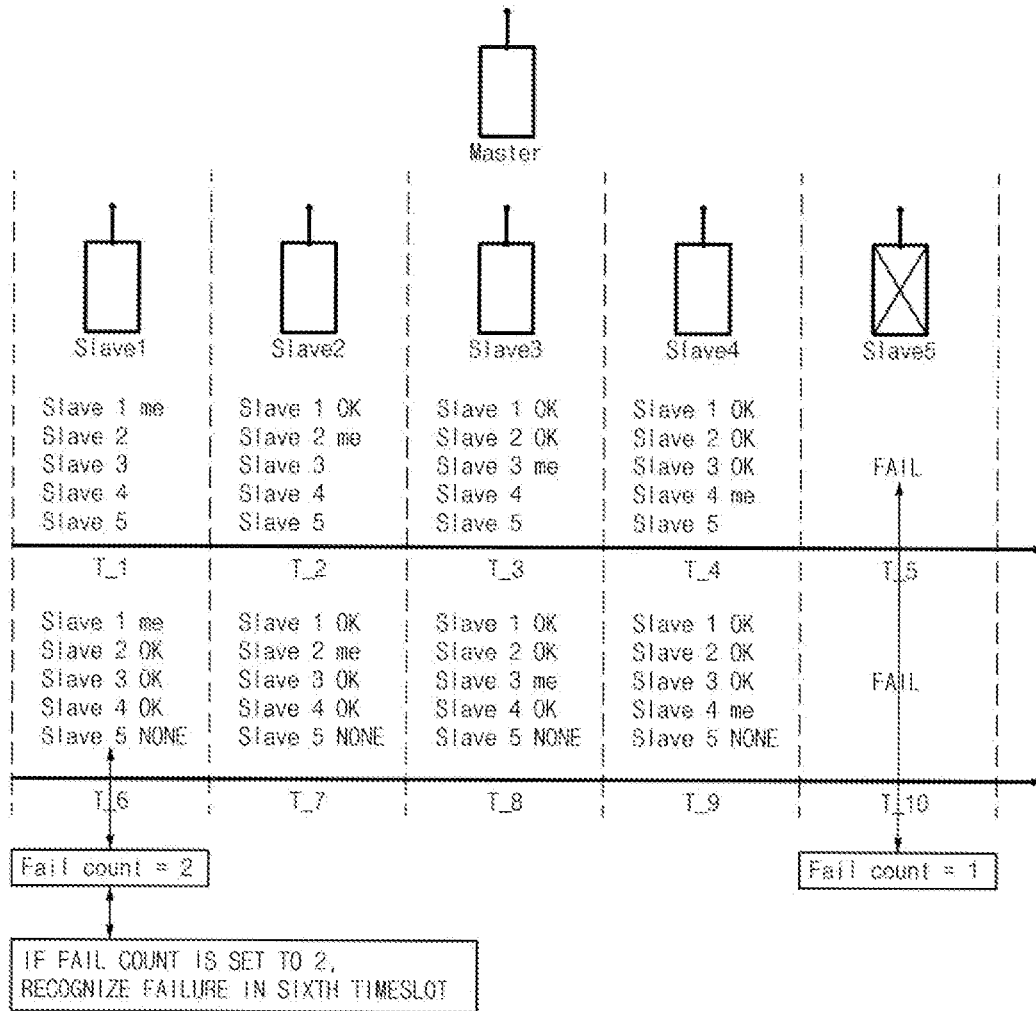 Master
Slave1
Slave2
Slave3
Slave4
Slave5
Slave 1 me
Slave 2
Slave 3
Slave 4
Slave 5
Slave 1 OK
Slave 2 me
Slave 3
Slave 4
Slave 5
Slave 1 OK
Slave 2 OK
Slave 3 me
Slave 4
Slave 5
Slave 1 OK
Slave 2 OK
Slave 3 OK
Slave 4 me
Slave 5
FAIL
T_1
T_2
T_3
T_4
T_5
Slave 1 me
Slave 2 OK
Slave 3 OK
Slave 4 OK
Slave 5 NONE
Slave 1 OK
Slave 2 me
Slave 3 OK
Slave 4 OK
Slave 5 NONE
Slave 1 OK
Slave 2 OK
Slave 3 me
Slave 4 OK
Slave 5 NONE
Slave 1 OK
Slave 2 OK
Slave 3 OK
Slave 4 me
Slave 5 NONE
FAIL
T_6
T_7
T_8
T_9
T_10
Fail count = 2
Fail count = 1
IF FAIL COUNT IS SET TO 2,
RECOGNIZE FAILURE IN SIXTH TIMESLOT